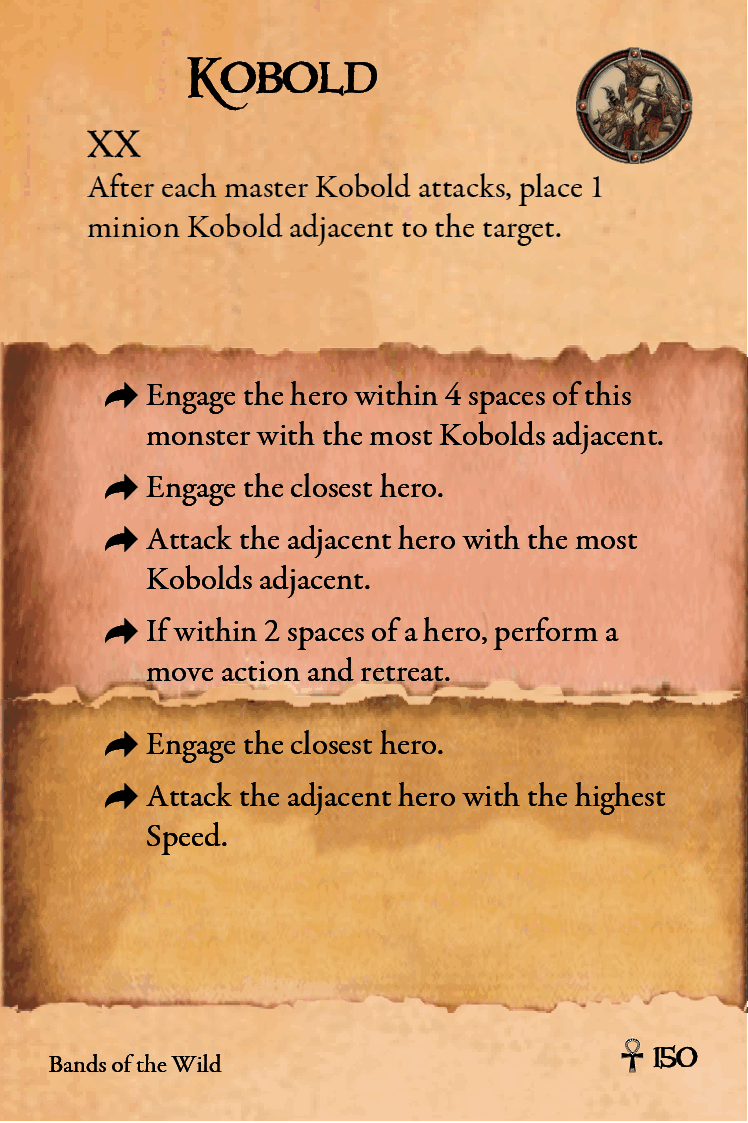 Kobold
XX
After each master Kobold attacks, place 1
minion Kobold adjacent to the target.
Engage the hero within 4 spaces of this
monster with the most Kobolds adjacent.
Engage the closest hero.
Attack the adjacent hero with the most
Kobolds adjacent.
If within 2 spaces of a hero, perform a
move action and retreat.
Engage the closest hero.
Attack the adjacent hero with the highest
Speed.
Bands of the Wild
150